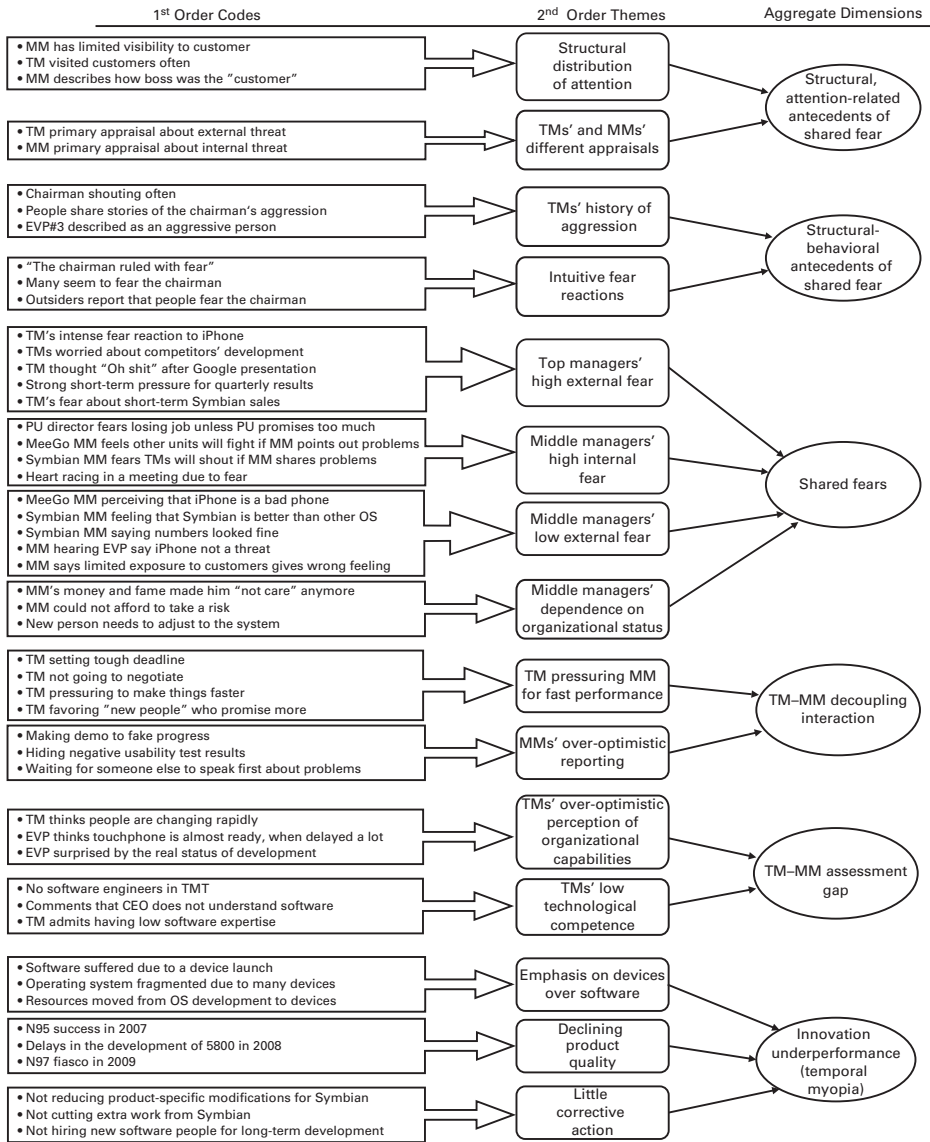 1st Order Codes
2nd Order Themes
Aggregate Dimensions
• MM has limited visibility to customer
• TM visited customers often
• MM describes how boss was the “customer”
Structural
distribution
of attention
• TM primary appraisal about external threat
• MM primary appraisal about internal threat
TMs’ and MMs’
different appraisals
Structural,
attention-related
antecedents of
shared fear
• Chairman shouting often
• People share stories of the chairman‘s aggression
• EVP#3 described as an aggressive person
TMs’ history of
aggression
• “The chairman ruled with fear”
• Many seem to fear the chairman
• Outsiders report that people fear the chairman
Intuitive fear
reactions
Structural-
behavioral
antecedents of
shared fear
• TM’s intense fear reaction to iPhone
• TMs worried about competitors’ development
• TM thought “Oh shit” after Google presentation
• Strong short-term pressure for quarterly results
• TM’s fear about short-term Symbian sales
Top managers’
high external fear
• PU director fears losing job unless PU promises too much
• MeeGo MM feels other units will fight if MM points out problems
• Symbian MM fears TMs will shout if MM shares problems
• Heart racing in a meeting due to fear
Middle managers’
high internal
fear
• MeeGo MM perceiving that iPhone is a bad phone
• Symbian MM feeling that Symbian is better than other OS
• Symbian MM saying numbers looked fine
• MM hearing EVP say iPhone not a threat
• MM says limited exposure to customers gives wrong feeling
Middle managers’
low external fear
• MM’s money and fame made him “not care” anymore
• MM could not afford to take a risk
• New person needs to adjust to the system
Middle managers’
dependence on
organizational status
Shared fears
• TM setting tough deadline
• TM not going to negotiate
• TM pressuring to make things faster
• TM favoring “new people” who promise more
TM pressuring MM
for fast performance
• Making demo to fake progress
• Hiding negative usability test results
• Waiting for someone else to speak first about problems
MMs’ over-optimistic
reporting
TM–MM decoupling
interaction
• TM thinks people are changing rapidly
• EVP thinks touchphone is almost ready, when delayed a lot
• EVP surprised by the real status of development
TMs’ over-optimistic
perception of
organizational
capabilities
• No software engineers in TMT
• Comments that CEO does not understand software
• TM admits having low software expertise
TMs’ low
technological
competence
TM–MM assessment
gap
• Software suffered due to a device launch
• Operating system fragmented due to many devices
• Resources moved from OS development to devices
Emphasis on devices
over software
• N95 success in 2007
• Delays in the development of 5800 in 2008
• N97 fiasco in 2009
Declining
product
quality
• Not reducing product-specific modifications for Symbian
• Not cutting extra work from Symbian
• Not hiring new software people for long-term development
Little
corrective
action
Innovation
underperformance
(temporal
myopia)